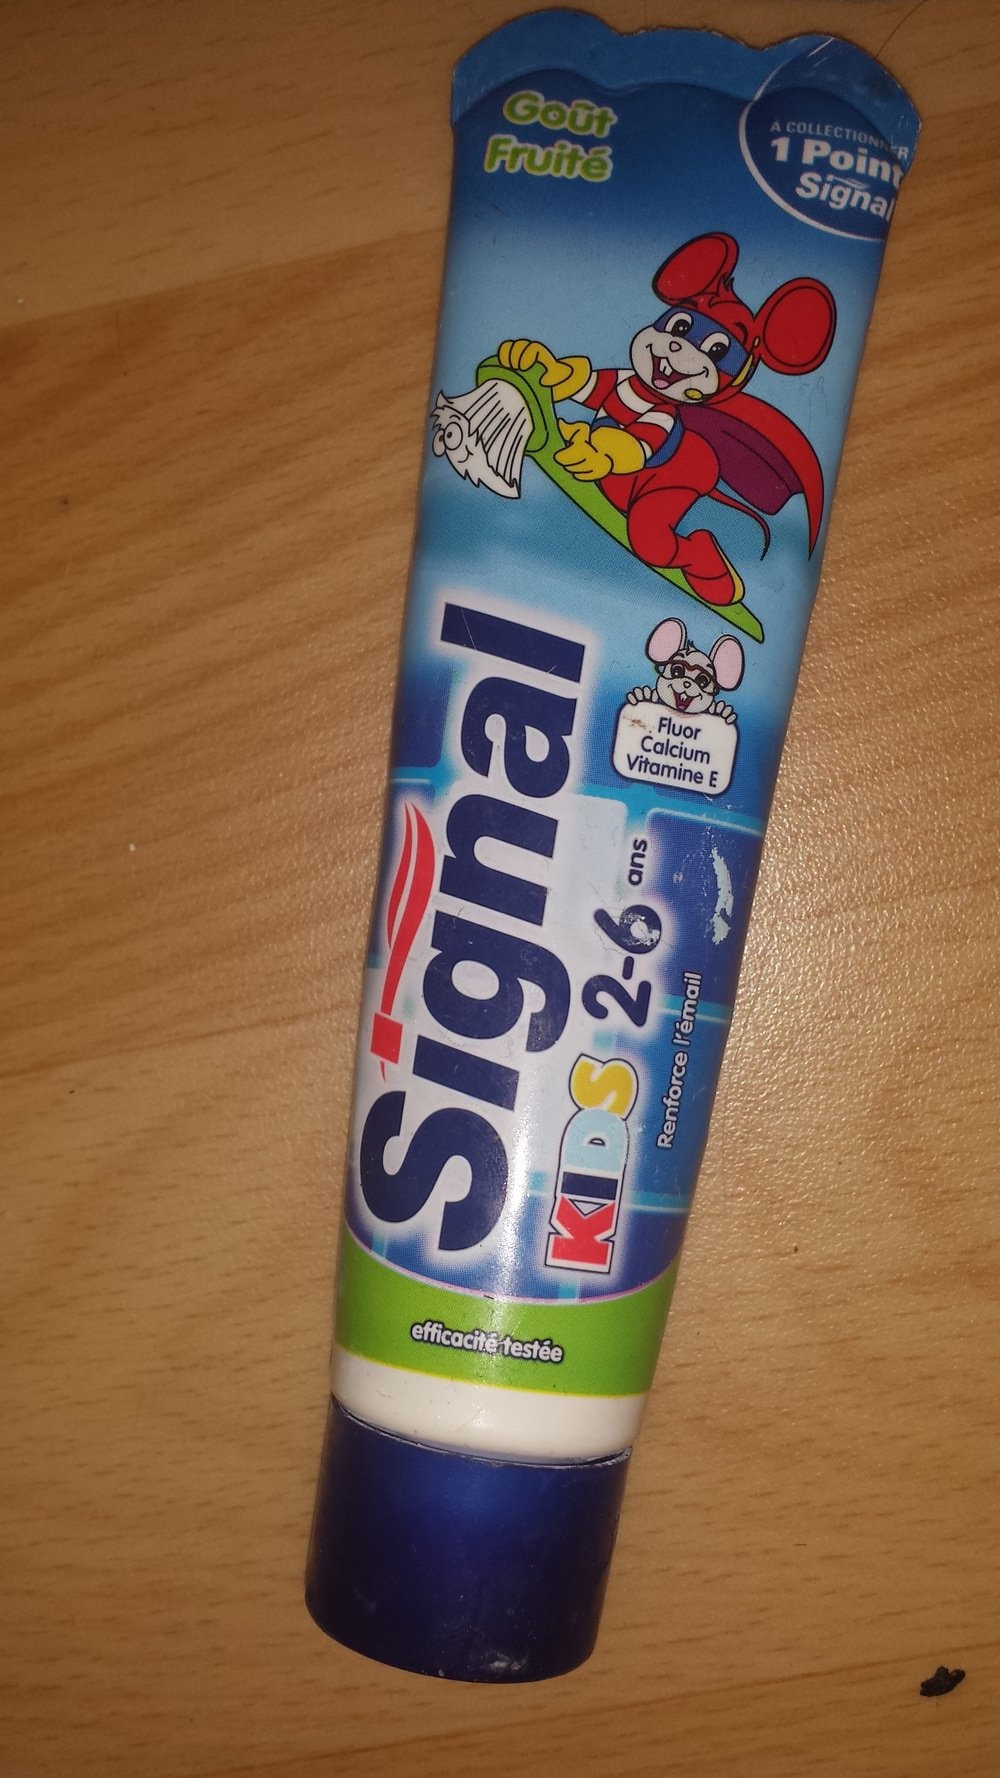 Goût
Fruité
À COLLECTIONNER
1 Point
Signal
Fluor
Calcium
Vitamine E
Signal
KIDS 2-6 ans
Renforce l'émail
efficacité testée